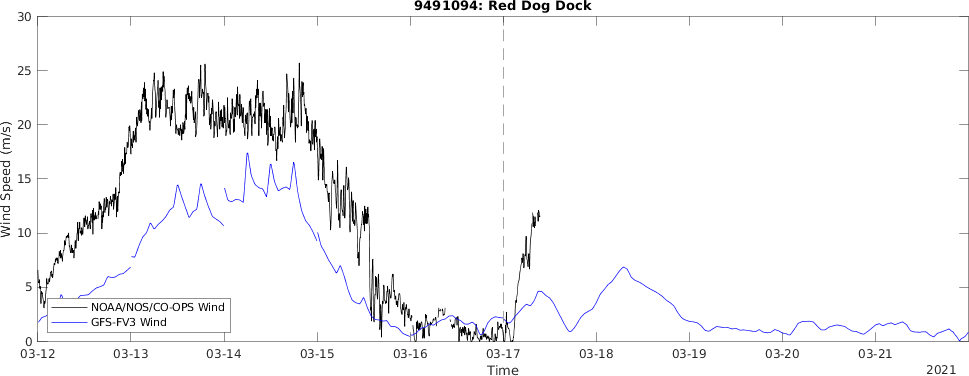 9491094: Red Dog Dock
30
25
20
15
10
5
0
Wind Speed (m/s)
NOAA/NOS/CO-OPS Wind
GFS-FV3 Wind
03-12 03-13 03-14 03-15 03-16 03-17 03-18 03-19 03-20 03-21
Time
2021